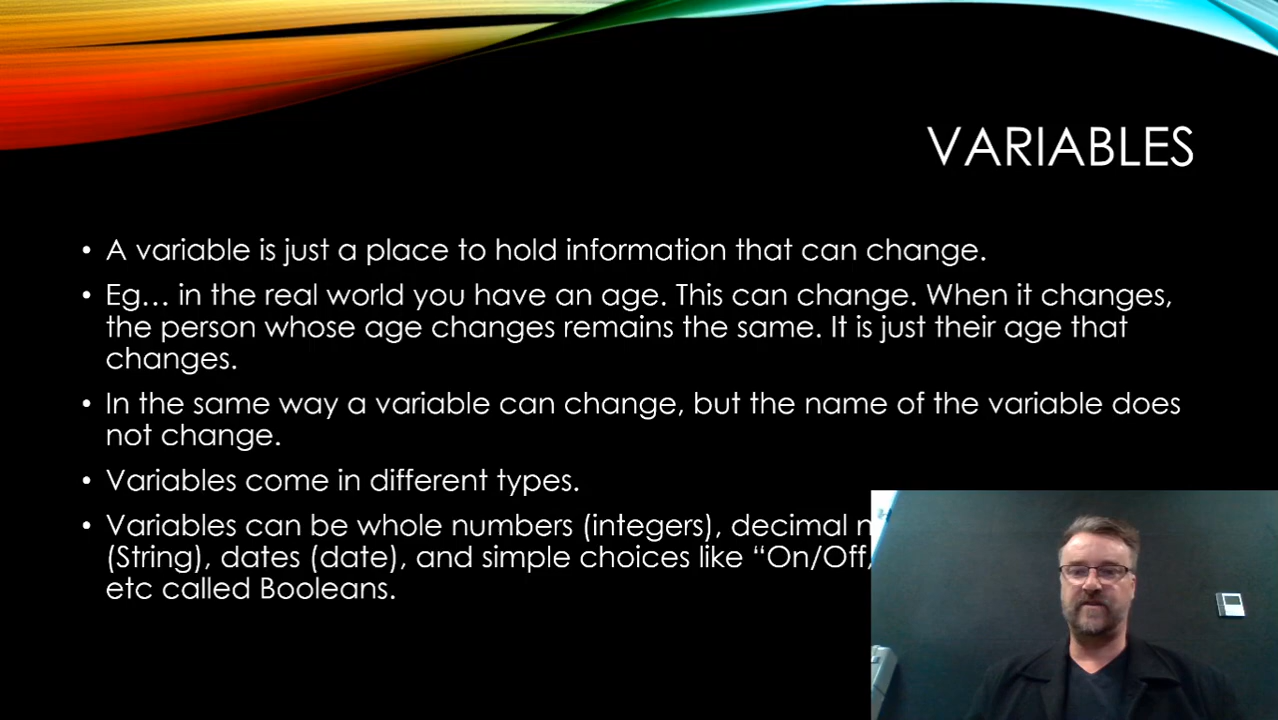 VARIABLES
• A variable is just a place to hold information that can change.
• Eg… in the real world you have an age. This can change. When it changes,
the person whose age changes remains the same. It is just their age that
changes.
• In the same way a variable can change, but the name of the variable does
not change.
• Variables come in different types.
• Variables can be whole numbers (integers), decimal
(String), dates (date), and simple choices like “On/Off,
etc called Booleans.